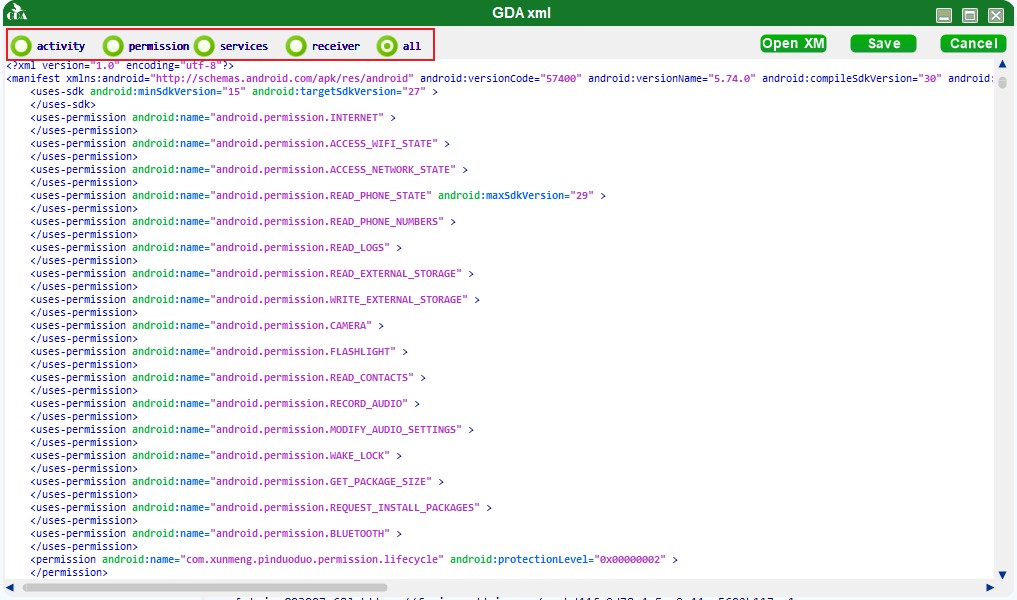 GDA
GDA xml
activity permission services receiver all Open XM Save Cancel
<?xml version="1.0" encoding="utf-8"?>
<manifest xmlns:android="http://schemas.android.com/apk/res/android" android:versionCode="57400" android:versionName="5.74.0" android:compileSdkVersion="30" android:
<uses-sdk android:minSdkVersion="15" android:targetSdkVersion="27" >
</uses-sdk>
<uses-permission android:name="android.permission.INTERNET" >
</uses-permission>
<uses-permission android:name="android.permission.ACCESS_WIFI_STATE" >
</uses-permission>
<uses-permission android:name="android.permission.ACCESS_NETWORK_STATE" >
</uses-permission>
<uses-permission android:name="android.permission.READ_PHONE_STATE" android:maxSdkVersion="29" >
</uses-permission>
<uses-permission android:name="android.permission.READ_PHONE_NUMBERS" >
</uses-permission>
<uses-permission android:name="android.permission.READ_LOGS" >
</uses-permission>
<uses-permission android:name="android.permission.READ_EXTERNAL_STORAGE" >
</uses-permission>
<uses-permission android:name="android.permission.WRITE_EXTERNAL_STORAGE" >
</uses-permission>
<uses-permission android:name="android.permission.CAMERA" >
</uses-permission>
<uses-permission android:name="android.permission.FLASHLIGHT" >
</uses-permission>
<uses-permission android:name="android.permission.READ_CONTACTS" >
</uses-permission>
<uses-permission android:name="android.permission.RECORD_AUDIO" >
</uses-permission>
<uses-permission android:name="android.permission.MODIFY_AUDIO_SETTINGS" >
</uses-permission>
<uses-permission android:name="android.permission.WAKE_LOCK" >
</uses-permission>
<uses-permission android:name="android.permission.GET_PACKAGE_SIZE" >
</uses-permission>
<uses-permission android:name="android.permission.REQUEST_INSTALL_PACKAGES" >
</uses-permission>
<uses-permission android:name="android.permission.BLUETOOTH" >
</uses-permission>
<permission android:name="com.xunmeng.pinduoduo.permission.lifecycle" android:protectionLevel="0x00000002" >
</permission>